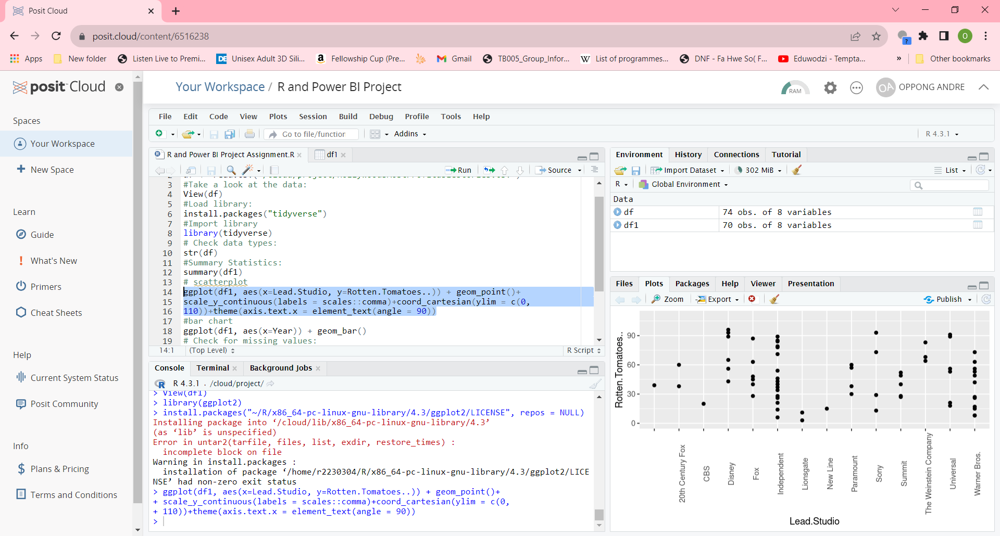 Posit Cloud
posit.cloud/content/6516238
?
O
Apps
New folder
Listen Live to Premi...
DE Unisex Adult 3D Sili...
a Fellowship Cup (Pre...
Gmail
TB005_Group_Infor...
W List of programmes...
DNF - Fa Hwe So( F...
Eduwodzi - Tempta...
»
Other bookmarks
posit Cloud
Your Workspace / R and Power BI Project
RAM
OA OPPONG ANDRE
Spaces
Your Workspace
New Space
Learn
Guide
What's New
Primers
Cheat Sheets
Help
Current System Status
Posit Community
Info
$ Plans & Pricing
Terms and Conditions
File Edit Code View Plots Session Build Debug Profile Tools Help
Go to file/function
Addins
R 4.3.1
R and Power BI Project Assignment.R
df1
Run
Source
3 #Take a look at the data:
4 View(df)
5 #Load library:
6 install.packages("tidyverse")
7 #Import library
8 library(tidyverse)
9 # Check data types:
10 str(df)
11 #Summary Statistics:
12 summary(df1)
13 # scatterplot
14 ggplot(df1, aes(x=Lead.Studio, y=Rotten.Tomatoes..)) + geom_point()+
15 scale_y_continuous(labels = scales::comma)+coord_cartesian(ylim = c(0,
16 110))+theme(axis.text.x = element_text(angle = 90))
17 #bar chart
18 ggplot(df1, aes(x=Year)) + geom_bar()
19 # Check for missing values:
14:1 (Top Level) R Script
Console Terminal Background Jobs
R R 4.3.1 . /cloud/project/
> View(df1)
> library(ggplot2)
> install.packages("~/R/x86_64-pc-linux-gnu-library/4.3/ggplot2/LICENSE", repos = NULL)
Installing package into ‘/cloud/lib/x86_64-pc-linux-gnu-library/4.3’
(as ‘lib’ is unspecified)
Error in untar2(tarfile, files, list, exdir, restore_times) :
incomplete block on file
Warning in install.packages :
installation of package ‘/home/r2230304/R/x86_64-pc-linux-gnu-library/4.3/ggplot2/LICE
NSE’ had non-zero exit status
> ggplot(df1, aes(x=Lead.Studio, y=Rotten.Tomatoes..)) + geom_point()+
+ scale_y_continuous(labels = scales::comma)+coord_cartesian(ylim = c(0,
+ 110))+theme(axis.text.x = element_text(angle = 90))
>
Environment History Connections Tutorial
Import Dataset
302 MiB
List
R
Global Environment
Data
df 74 obs. of 8 variables
df1 70 obs. of 8 variables
Files Plots Packages Help Viewer Presentation
Zoom
Export
Publish
Rotten.Tomatoes..
90
60
30
0
20th Century Fox
CBS
Disney
Fox
Independent
Lionsgate
New Line
Paramount
Sony
Summit
The Weinstein Company
Universal
Warner Bros.
Lead.Studio